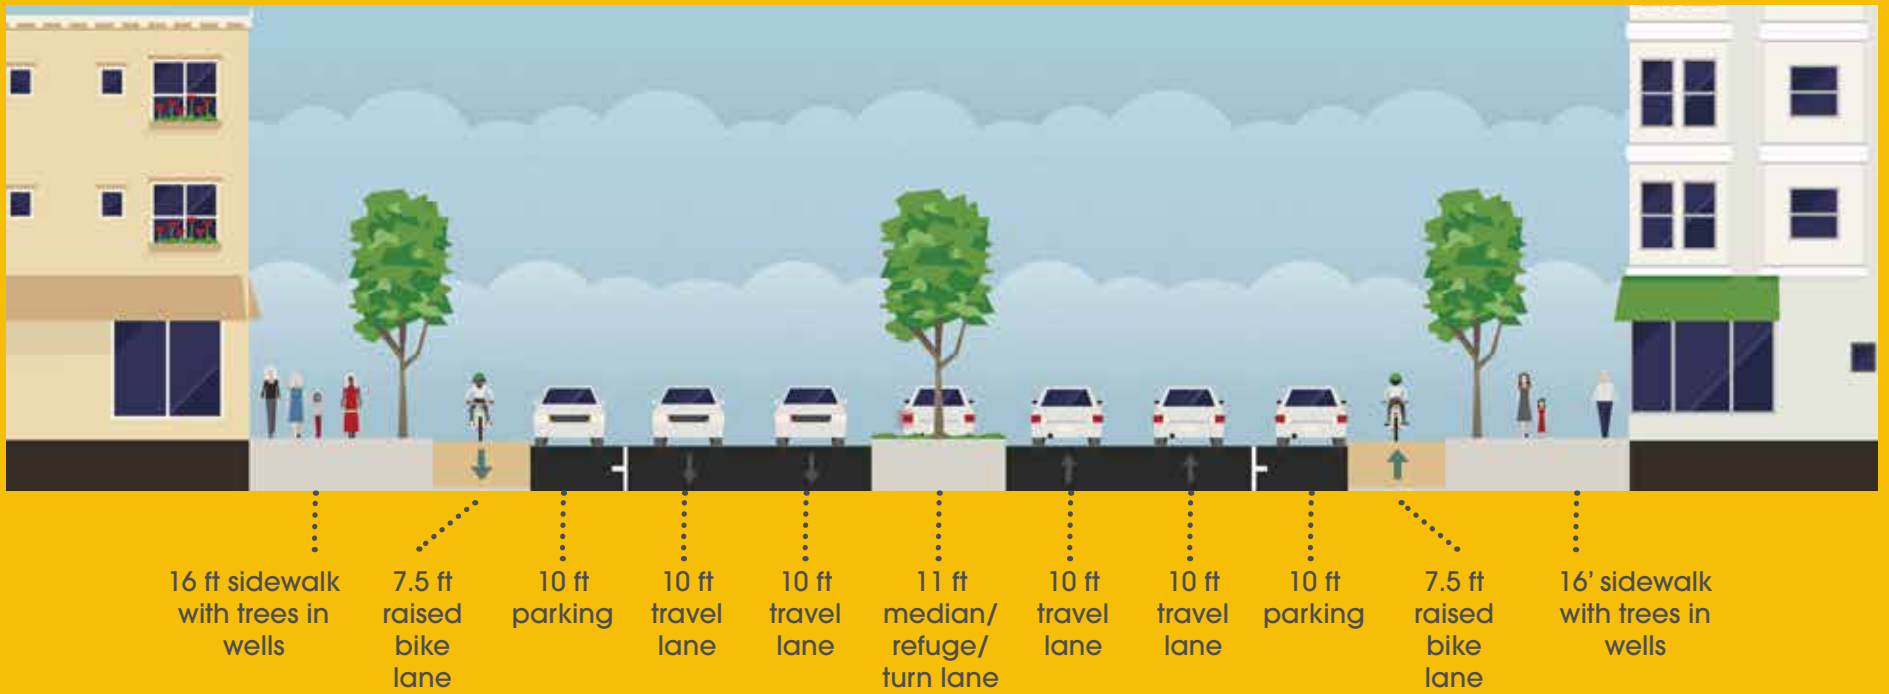 16 ft sidewalk
with trees in
wells
7.5 ft
raised
bike
lane
10 ft
parking
10 ft
travel
lane
10 ft
travel
lane
11 ft
median/
refuge/
turn lane
10 ft
travel
lane
10 ft
travel
lane
10 ft
parking
7.5 ft
raised
bike
lane
16’ sidewalk
with trees in
wells